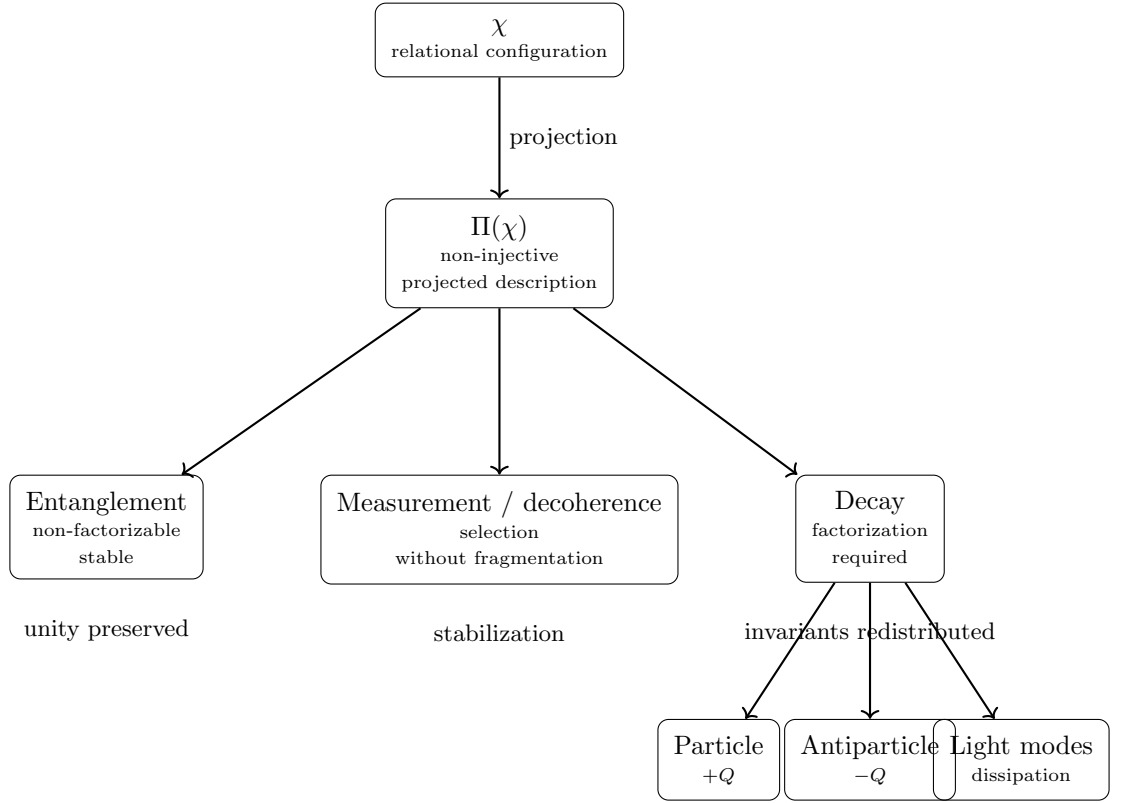 χ
relational configuration
projection
Π(χ)
non-injective
projected description
Entanglement
non-factorizable
stable
Measurement / decoherence
selection
without fragmentation
Decay
factorization
required
unity preserved
stabilization
invariants redistributed
Particle
+Q
Antiparticle
−Q
Light modes
dissipation